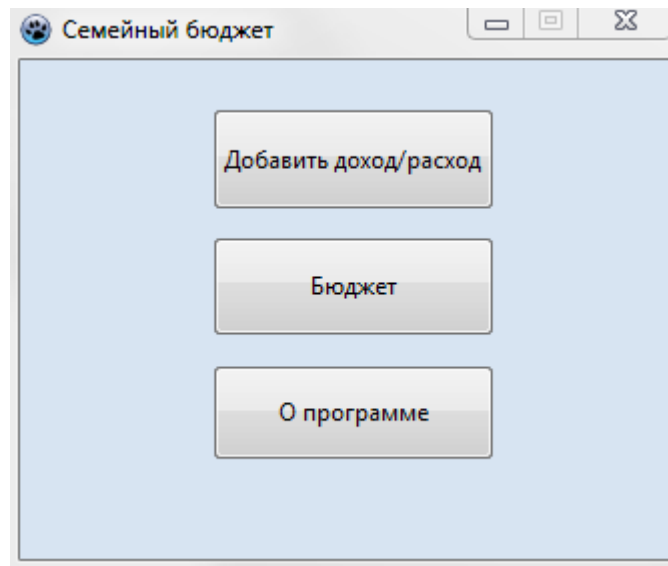 Семейный бюджет
Добавить доход/расход
Бюджет
О программе